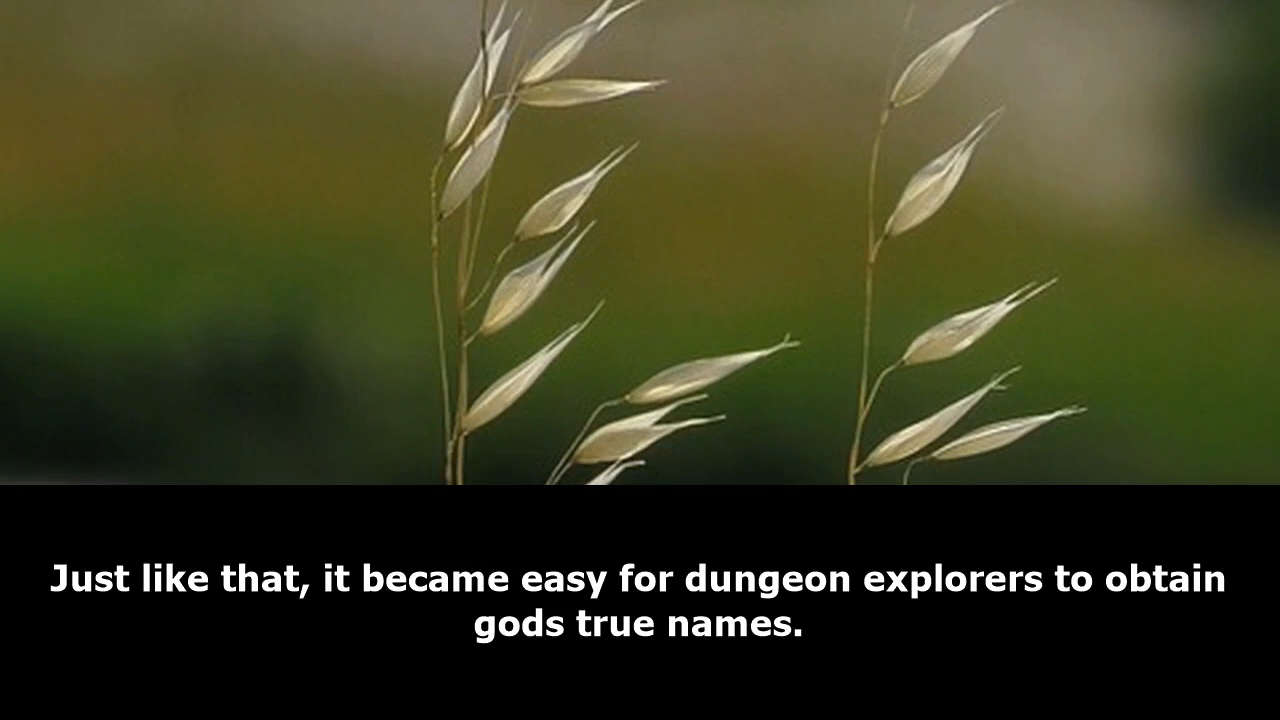 Just like that, it became easy for dungeon explorers to obtain
gods true names.